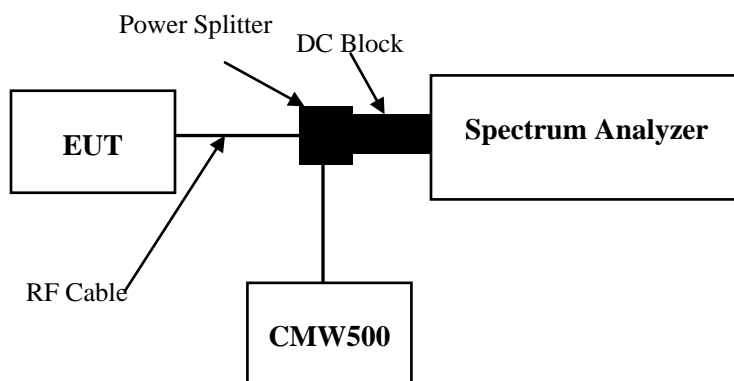 Power Splitter
DC Block
EUT
Spectrum Analyzer
RF Cable
CMW500